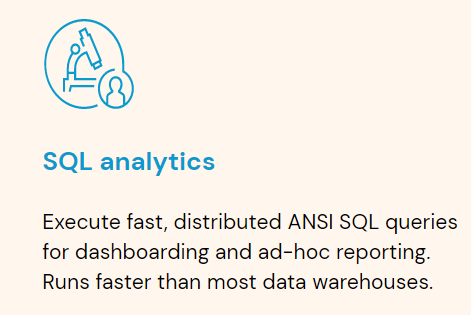 SQL analytics
Execute fast, distributed ANSI SQL queries
for dashboarding and ad-hoc reporting.
Runs faster than most data warehouses.